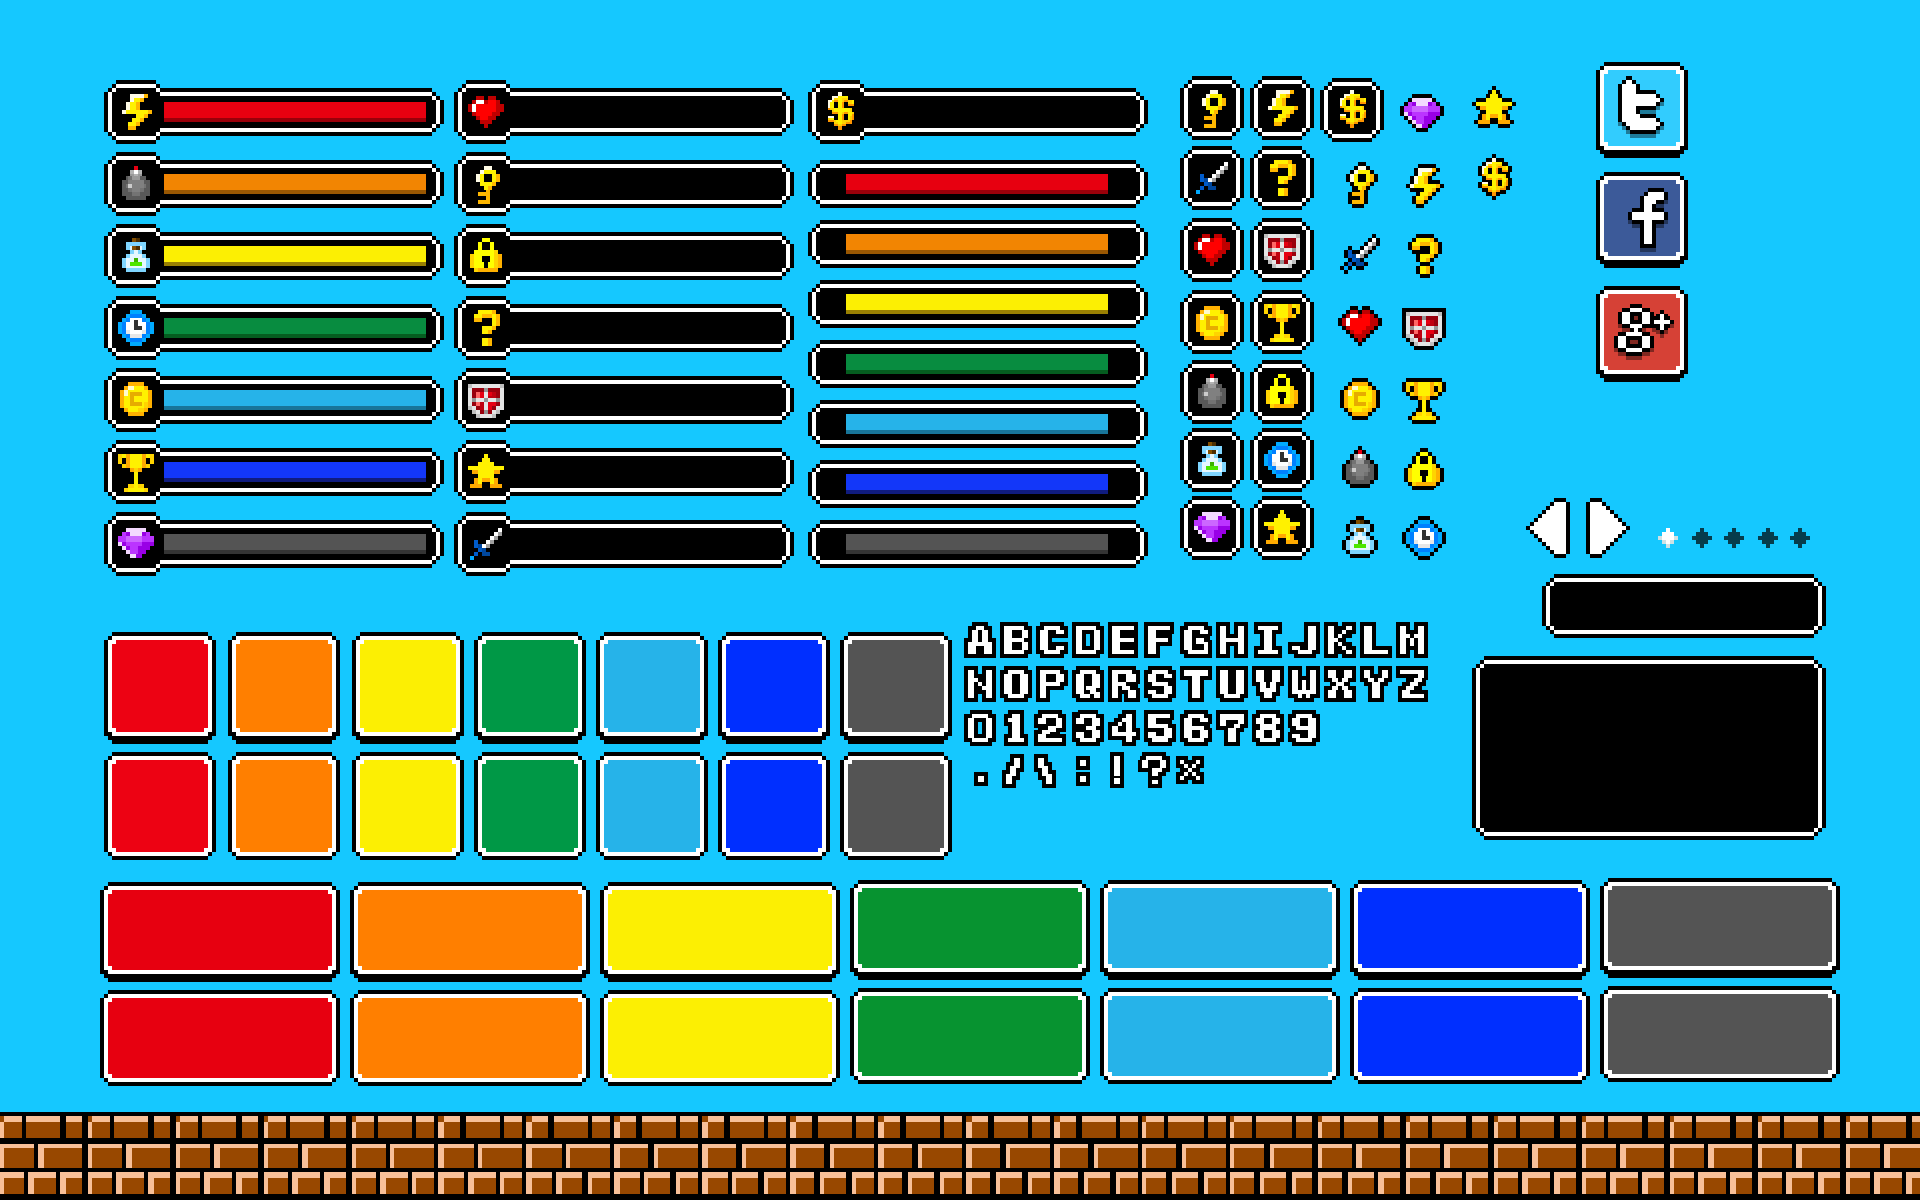 $
$
t
?
$
f
?
?
g+
C
C
C
ABCDEFGHIJKLM
NOPQRSTUVWXYZ
0123456789
./\:!?x